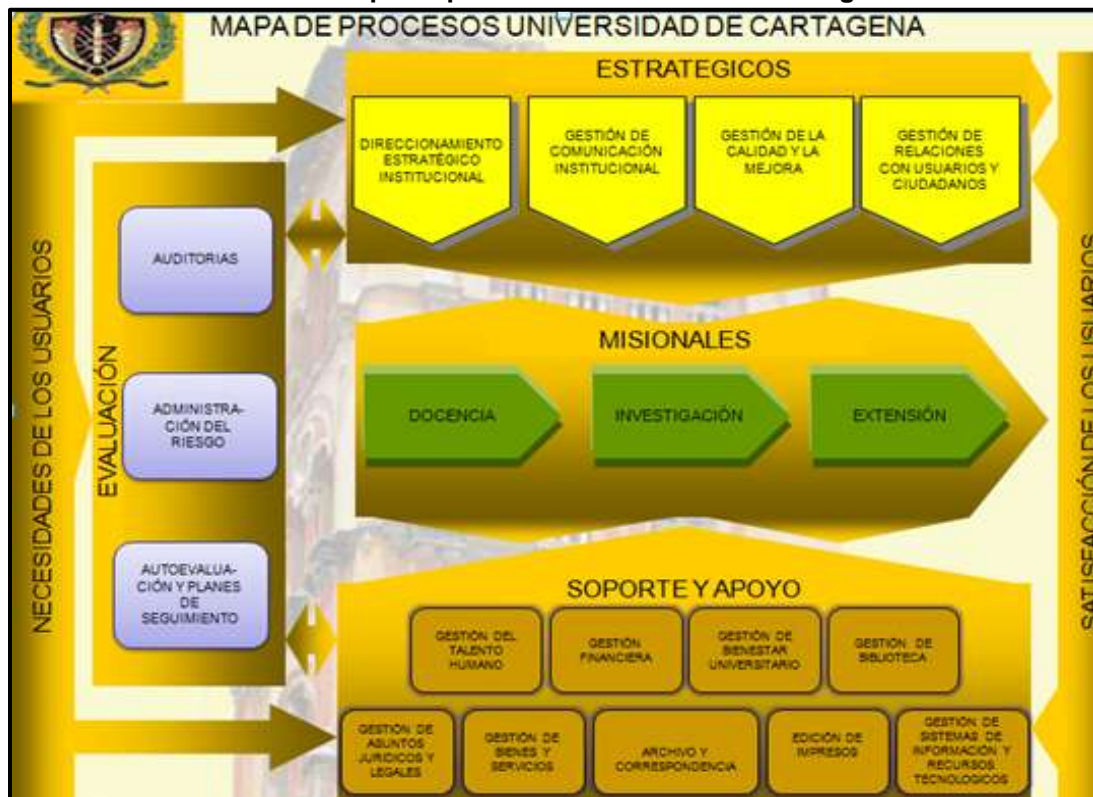 MAPA DE PROCESOS UNIVERSIDAD DE CARTAGENA
ESTRATEGICOS
DIRECCIONAMIENTO
ESTRATÉGICO
INSTITUCIONAL
GESTIÓN DE
COMUNICACIÓN
INSTITUCIONAL
GESTIÓN DE LA
CALIDAD Y LA
MEJORA
GESTIÓN DE
RELACIONES
CON USUARIOS Y
CIUDADANOS
NECESIDADES DE LOS USUARIOS
EVALUACIÓN
AUDITORIAS
ADMINISTRA-
CIÓN DEL
RIESGO
AUTOEVALUA-
CIÓN Y PLANES
DE
SEGUIMIENTO
MISIONALES
DOCENCIA
INVESTIGACIÓN
EXTENSIÓN
SOPORTE Y APOYO
GESTIÓN DEL
TALENTO
HUMANO
GESTIÓN
FINANCIERA
GESTIÓN DE
BIENESTAR
UNIVERSITARIO
GESTIÓN DE
BIBLIOTECA
GESTIÓN DE
ASUNTOS
JURIDICOS Y
LEGALES
GESTIÓN DE
BIENES Y
SERVICIOS
ARCHIVO Y
CORRESPONDENCIA
EDICIÓN DE
IMPRESOS
GESTIÓN DE
SISTEMAS DE
INFORMACIÓN Y
RECURSOS
TECNOLOGICOS
SATISFACCIÓN DE LOS USUARIOS